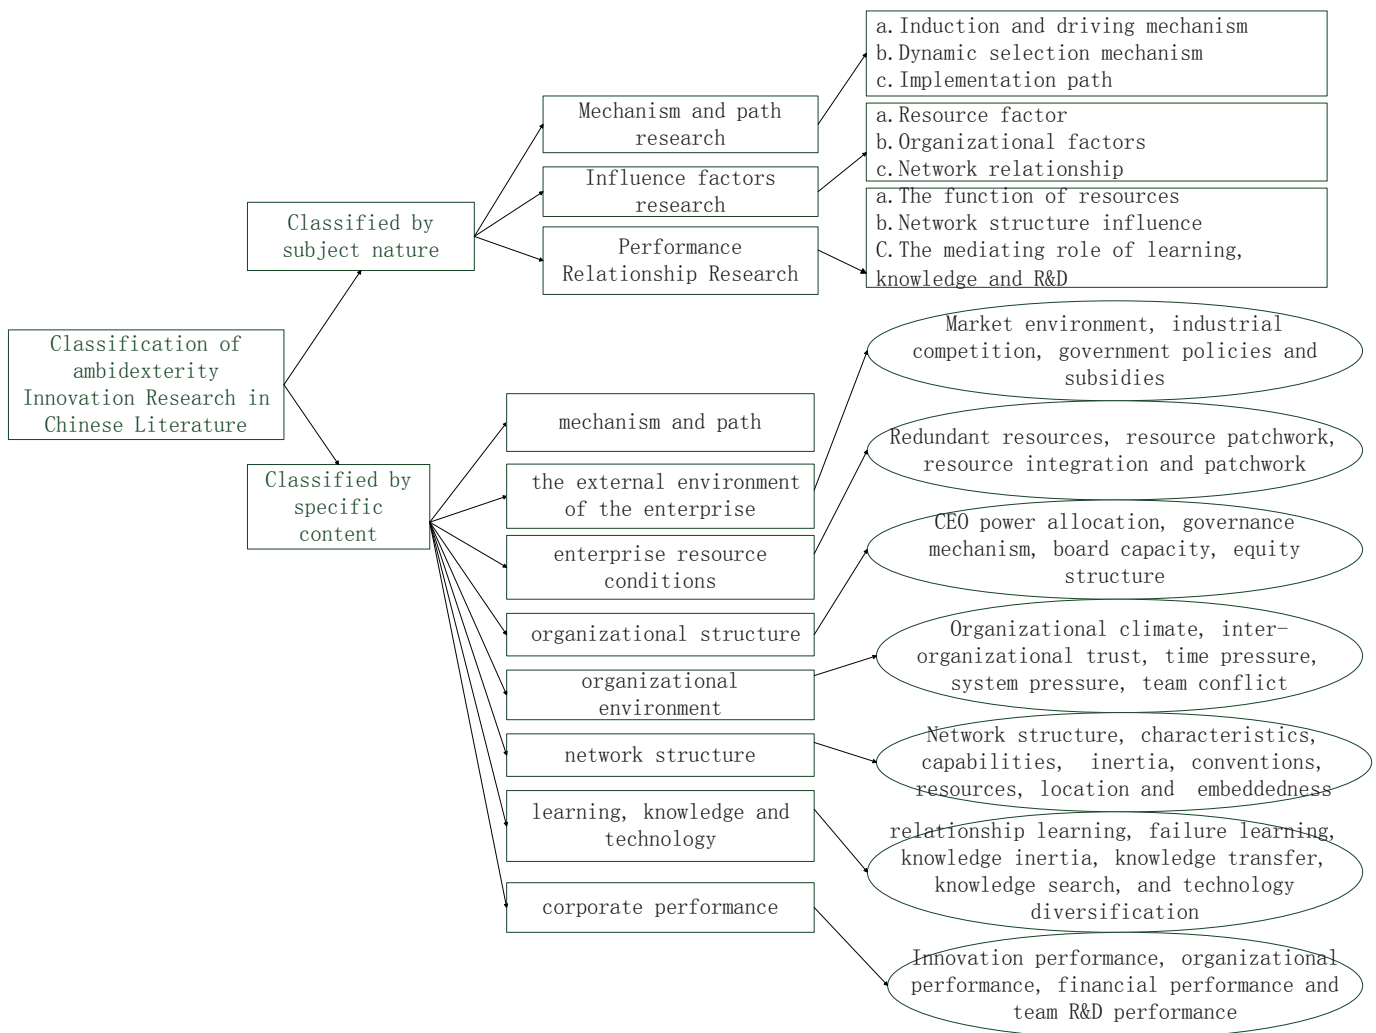 Classification of
ambidexterity
Innovation Research in
Chinese Literature
Classified by
subject nature
Mechanism and path
research
a.Induction and driving mechanism
b.Dynamic selection mechanism
c.Implementation path
Influence factors
research
a.Resource factor
b.Organizational factors
c.Network relationship
Performance
Relationship Research
a.The function of resources
b.Network structure influence
C.The mediating role of learning,
knowledge and R&D
Classified by
specific
content
mechanism and path
the external environment
of the enterprise
Market environment, industrial
competition, government policies and
subsidies
enterprise resource
conditions
Redundant resources, resource patchwork,
resource integration and patchwork
organizational structure
CEO power allocation, governance
mechanism, board capacity, equity
structure
organizational
environment
Organizational climate, inter-
organizational trust, time pressure,
system pressure, team conflict
network structure
Network structure, characteristics,
capabilities, inertia, conventions,
resources, location and embeddedness
learning, knowledge and
technology
relationship learning, failure learning,
knowledge inertia, knowledge transfer,
knowledge search, and technology
diversification
corporate performance
Innovation performance, organizational
performance, financial performance and
team R&D performance